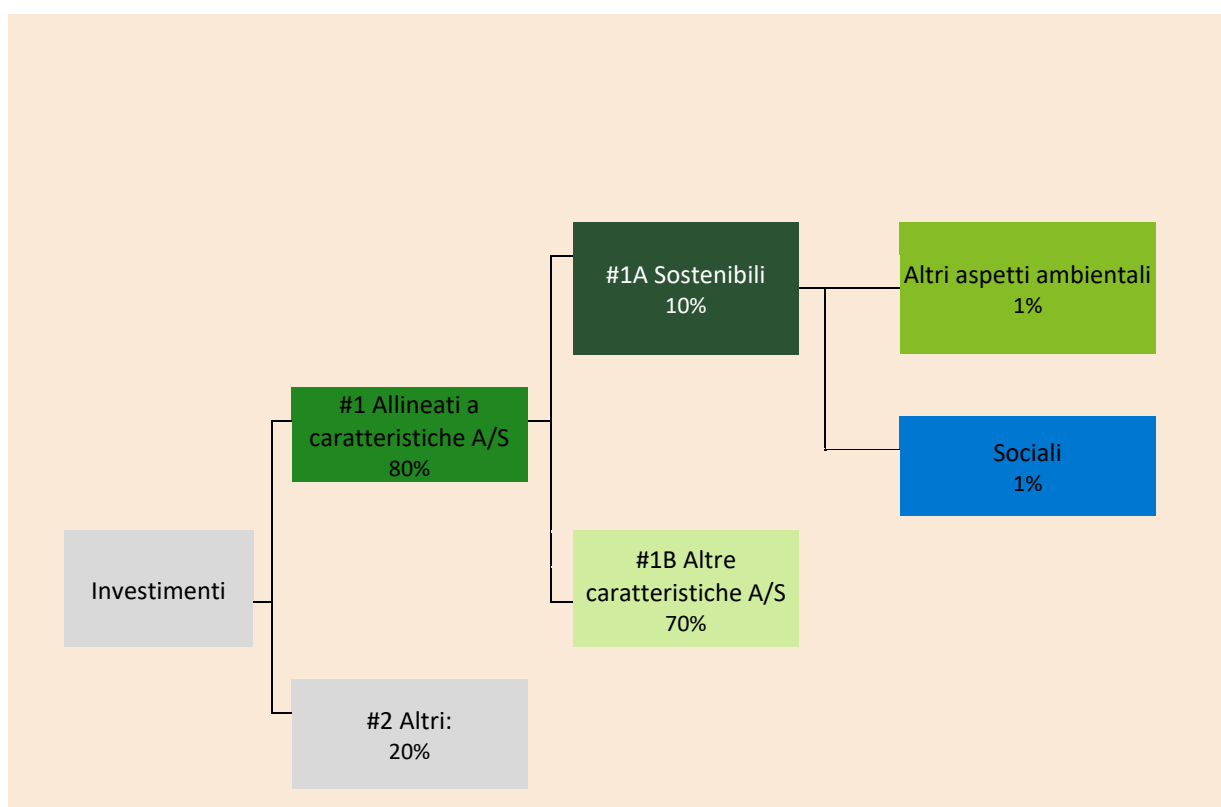 #1A Sostenibili
10%
Altri aspetti ambientali
1%
#1 Allineati a
caratteristiche A/S
80%
Sociali
1%
Investimenti
#1B Altre
caratteristiche A/S
70%
#2 Altri:
20%